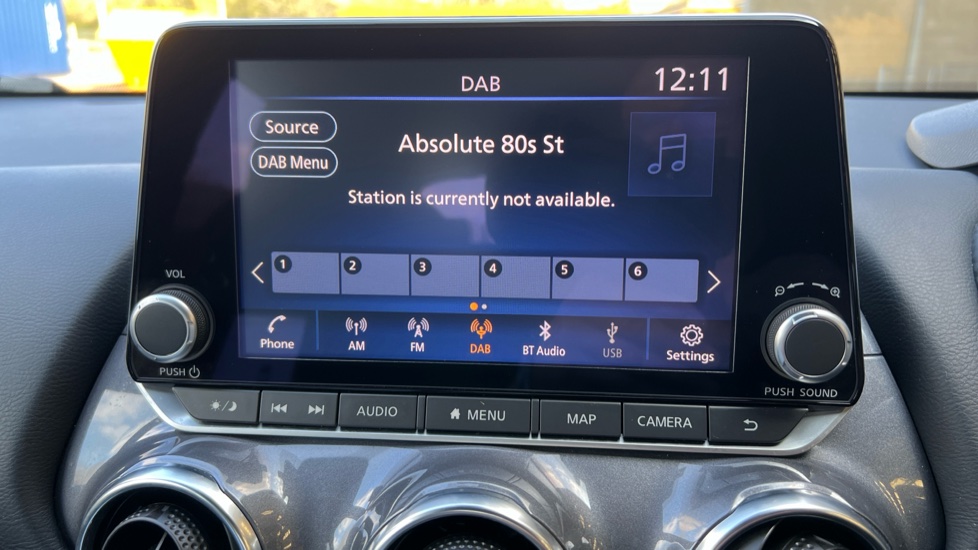 DAB
12:11
Source
Absolute 80s St
DAB Menu
Station is currently not available.
1 2 3 4 5 6
VOL
Phone AM FM DAB BT Audio USB Settings
PUSH
PUSH SOUND
AUDIO MENU MAP CAMERA